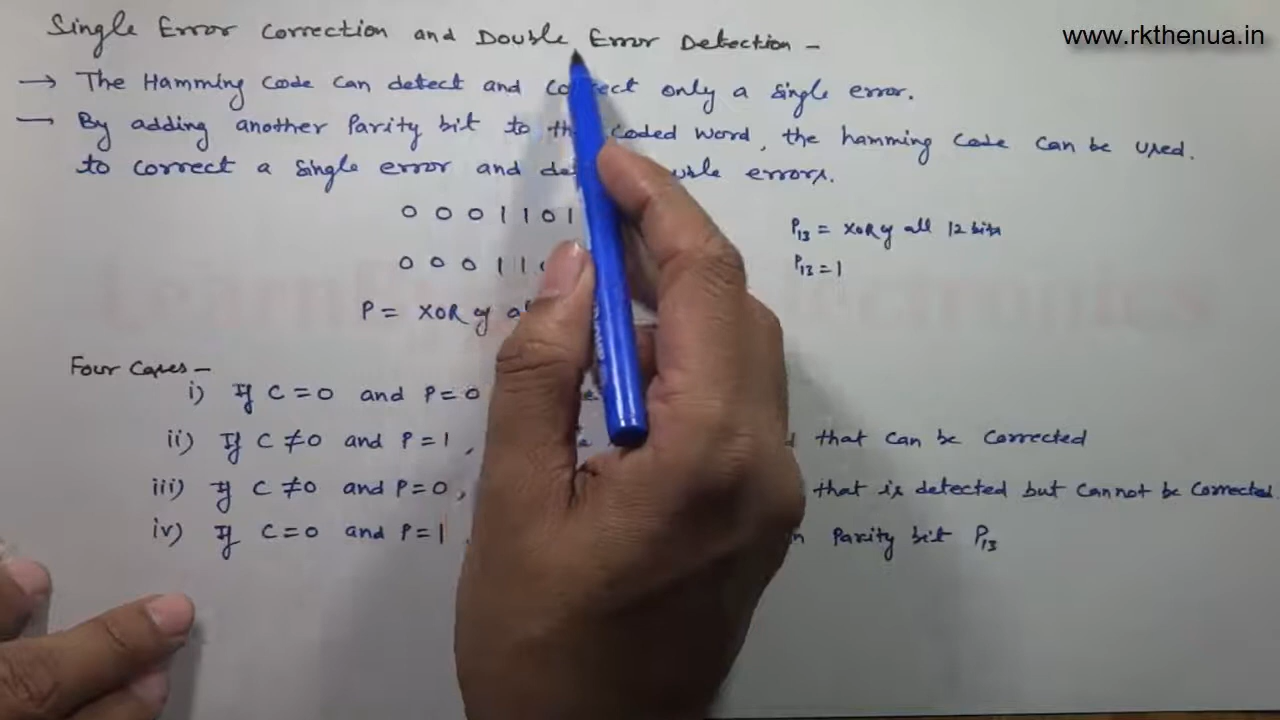 www.rkthenua.in
Single Error Correction and Double Error Detection -
→ The Hamming Code Can detect and correct only a single error.
→ By adding another Parity bit to the coded word, the hamming Code Can be used.
to correct a single error and double errors.
0 0 0 1 1 0 1
P13 = XOR of all 12 bits
0 0 0 1 1
P13 = 1
P = XOR of
Four Cases -
i) If C = 0 and P = 0
ii) If C ≠ 0 and P = 1, that can be Corrected
iii) If C ≠ 0 and P = 0, that is detected but Cannot be Corrected
iv) If C = 0 and P = 1 Parity bit P13